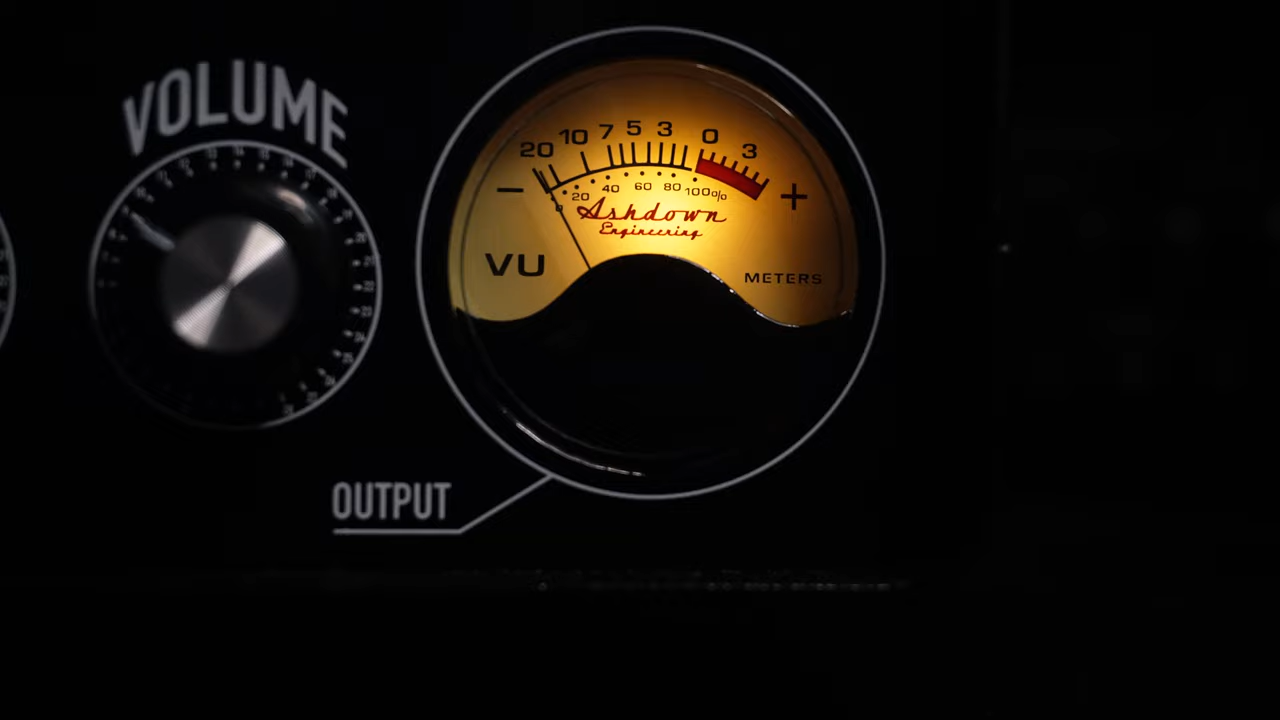 VOLUME
20 10 7 5 3 0 3
- +
20 40 60 80 100%
Ashdown
Engineering
VU
METERS
OUTPUT